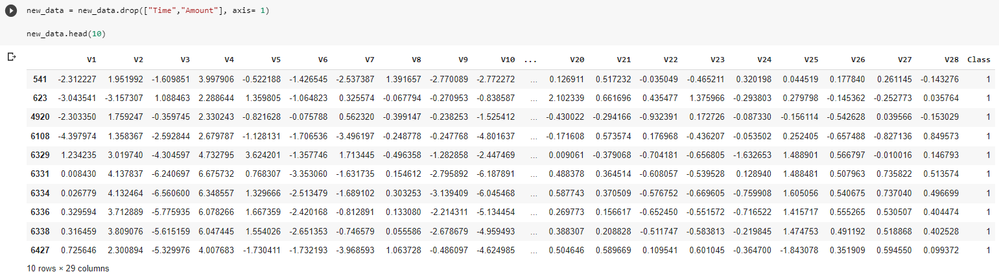 new_data = new_data.drop(["Time","Amount"], axis= 1)
new_data.head(10)
V1 V2 V3 V4 V5 V6 V7 V8 V9 V10 ... V20 V21 V22 V23 V24 V25 V26 V27 V28 Class
541 -2.312227 1.951992 -1.609851 3.997906 -0.522188 -1.426545 -2.537387 1.391657 -2.770089 -2.772272 ... 0.126911 0.517232 -0.035049 -0.465211 0.320198 0.044519 0.177840 0.261145 -0.143276 1
623 -3.043541 -3.157307 1.088463 2.288644 1.359805 -1.064823 0.325574 -0.067794 -0.270953 -0.838587 ... 2.102339 0.661696 0.435477 1.375966 -0.293803 0.279798 -0.145362 -0.252773 0.035764 1
4920 -2.303350 1.759247 -0.359745 2.330243 -0.821628 -0.075788 0.562320 -0.399147 -0.238253 -1.525412 ... -0.430022 -0.294166 -0.932391 0.172726 -0.087330 -0.156114 -0.542628 0.039566 -0.153029 1
6108 -4.397974 1.358367 -2.592844 2.679787 -1.128131 -1.706536 -3.496197 -0.248778 -0.247768 -4.801637 ... -0.171608 0.573574 0.176968 -0.436207 -0.053502 0.252405 -0.657488 -0.827136 0.849573 1
6329 1.234235 3.019740 -4.304597 4.732795 3.624201 -1.357746 1.713445 -0.496358 -1.282858 -2.447469 ... 0.009061 -0.379068 -0.704181 -0.656805 -1.632653 1.488901 0.566797 -0.010016 0.146793 1
6331 0.008430 4.137837 -6.240697 6.675732 0.768307 -3.353060 -1.631735 0.154612 -2.795892 -6.187891 ... 0.488378 0.364514 -0.608057 -0.539528 0.128940 1.488481 0.507963 0.735822 0.513574 1
6334 0.026779 4.132464 -6.560600 6.348557 1.329666 -2.513479 -1.689102 0.303253 -3.139409 -6.045468 ... 0.587743 0.370509 -0.576752 -0.669605 -0.759908 1.605056 0.540675 0.737040 0.496699 1
6336 0.329594 3.712889 -5.775935 6.078266 1.667359 -2.420168 -0.812891 0.133080 -2.214311 -5.134454 ... 0.269773 0.156617 -0.652450 -0.551572 -0.716522 1.415717 0.555265 0.530507 0.404474 1
6338 0.316459 3.809076 -5.615159 6.047445 1.554026 -2.651353 -0.746579 0.055586 -2.678679 -4.959493 ... 0.388307 0.208828 -0.511747 -0.583813 -0.219845 1.474753 0.491192 0.518868 0.402528 1
6427 0.725646 2.300894 -5.329976 4.007683 -1.730411 -1.732193 -3.968593 1.063728 -0.486097 -4.624985 ... 0.504646 0.589669 0.109541 0.601045 -0.364700 -1.843078 0.351909 0.594550 0.099372 1
10 rows × 29 columns